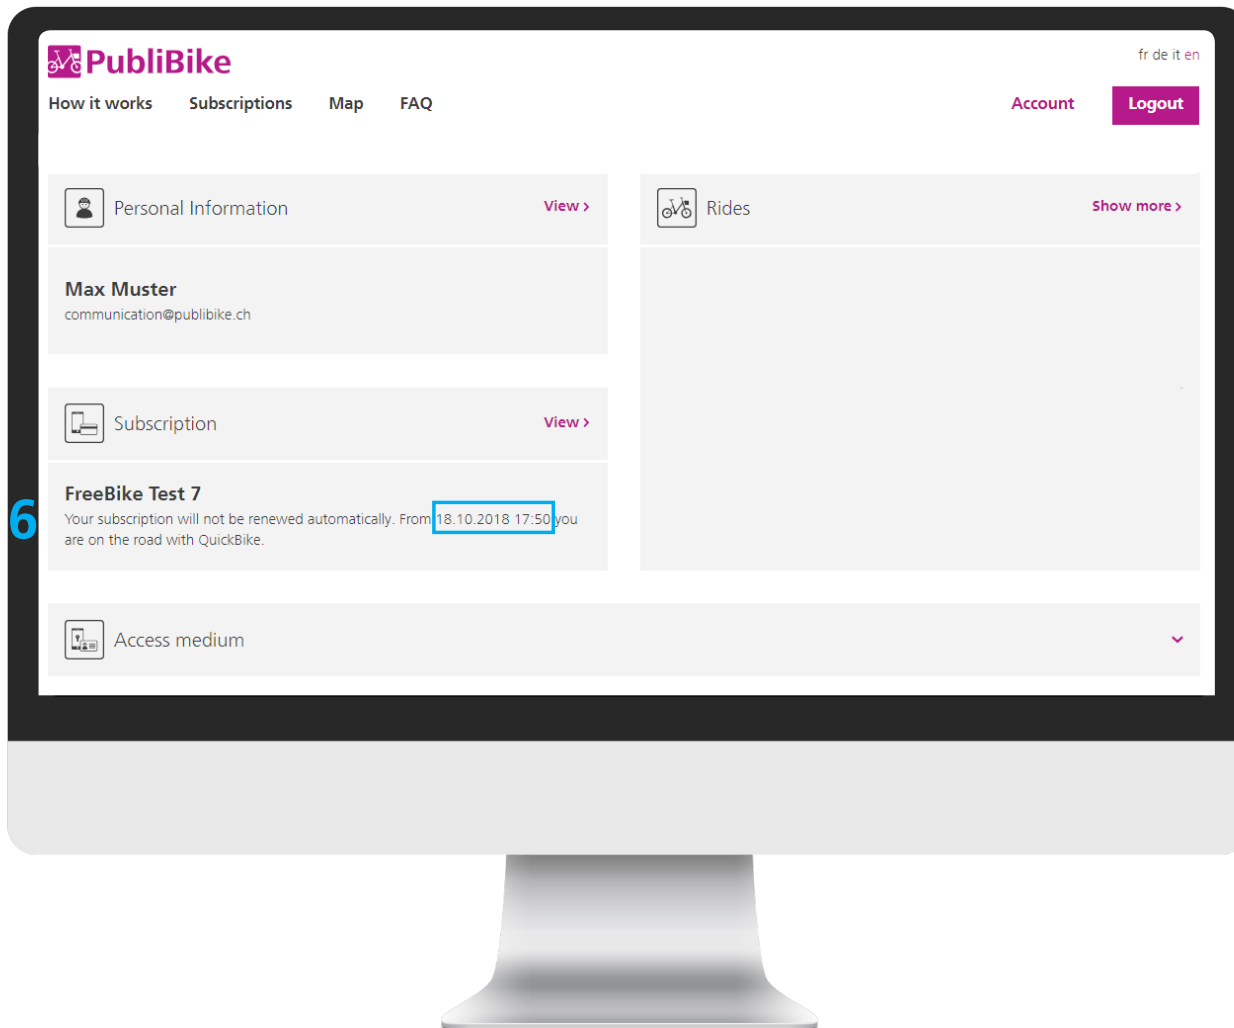 PubliBike
fr de it en
How it works Subscriptions Map FAQ Account Logout
Personal Information View >
Rides Show more >
Max Muster
communication@publibike.ch
Subscription View >
FreeBike Test 7
6
Your subscription will not be renewed automatically. From 18.10.2018 17:50 you
are on the road with QuickBike.
Access medium